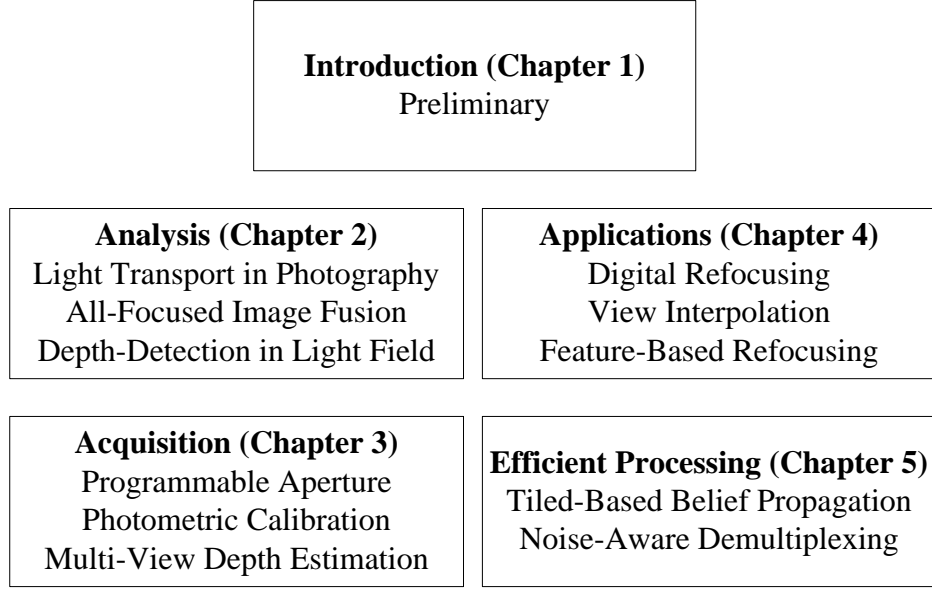 Introduction (Chapter 1)
Preliminary
Analysis (Chapter 2)
Light Transport in Photography
All-Focused Image Fusion
Depth-Detection in Light Field
Applications (Chapter 4)
Digital Refocusing
View Interpolation
Feature-Based Refocusing
Acquisition (Chapter 3)
Programmable Aperture
Photometric Calibration
Multi-View Depth Estimation
Efficient Processing (Chapter 5)
Tiled-Based Belief Propagation
Noise-Aware Demultiplexing